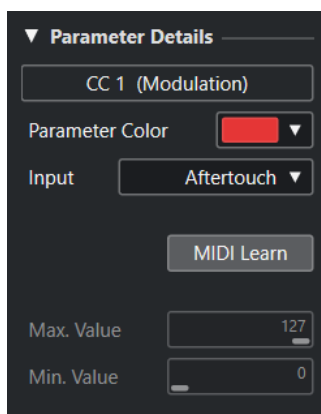 Parameter Details
CC 1 (Modulation)
Parameter Color
Input Aftertouch
MIDI Learn
Max. Value 127
Min. Value 0